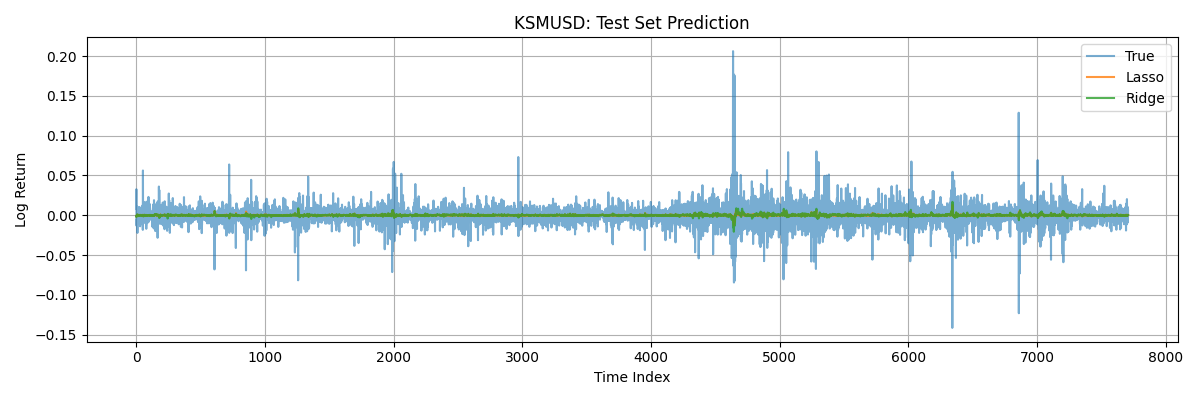 KSMUSD: Test Set Prediction
True
Lasso
Ridge
Log Return
0.20
0.15
0.10
0.05
0.00
−0.05
−0.10
−0.15
0 1000 2000 3000 4000 5000 6000 7000 8000
Time Index